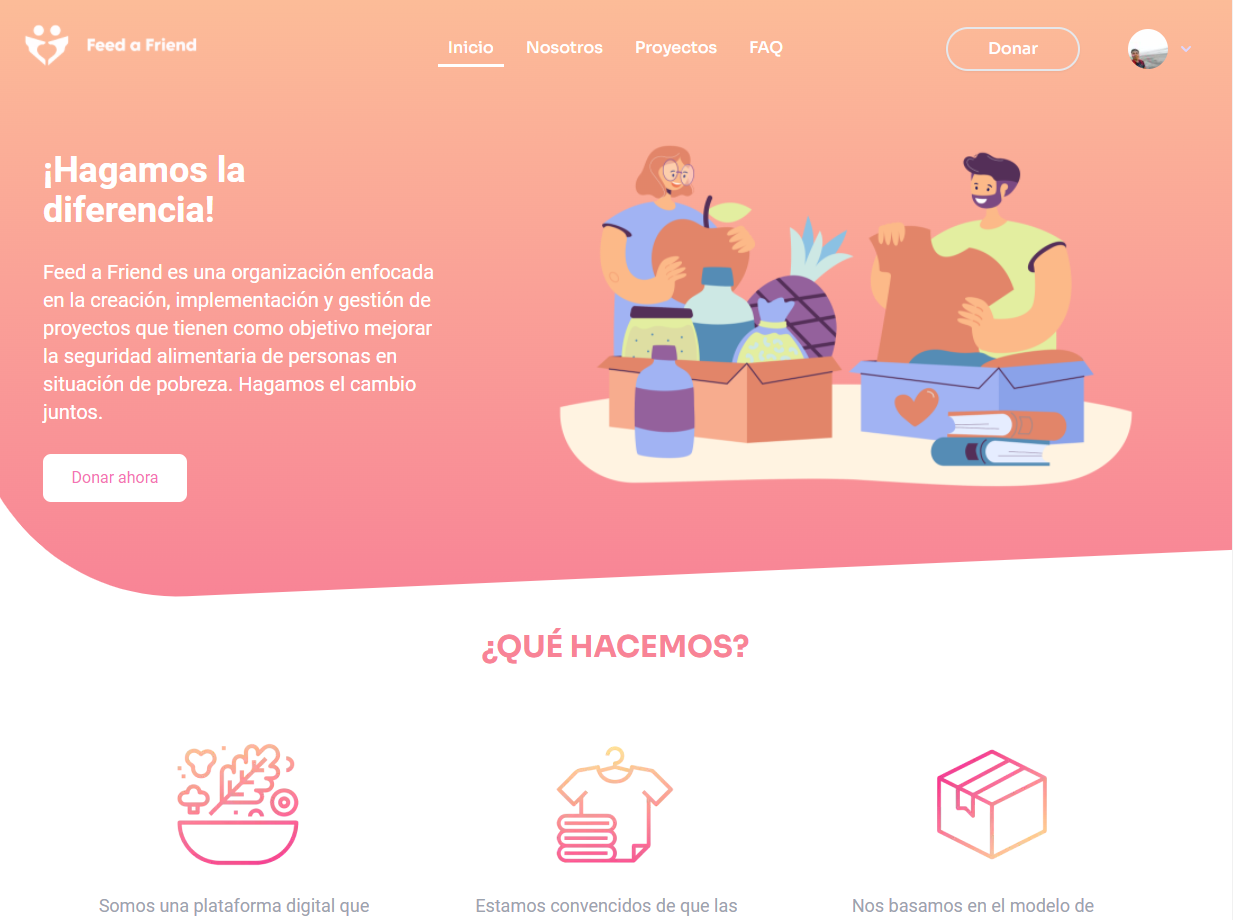 Feed a Friend
Inicio Nosotros Proyectos FAQ
Donar
¡Hagamos la
diferencia!
Feed a Friend es una organización enfocada
en la creación, implementación y gestión de
proyectos que tienen como objetivo mejorar
la seguridad alimentaria de personas en
situación de pobreza. Hagamos el cambio
juntos.
Donar ahora
¿QUÉ HACEMOS?
Somos una plataforma digital que
Estamos convencidos de que las
Nos basamos en el modelo de